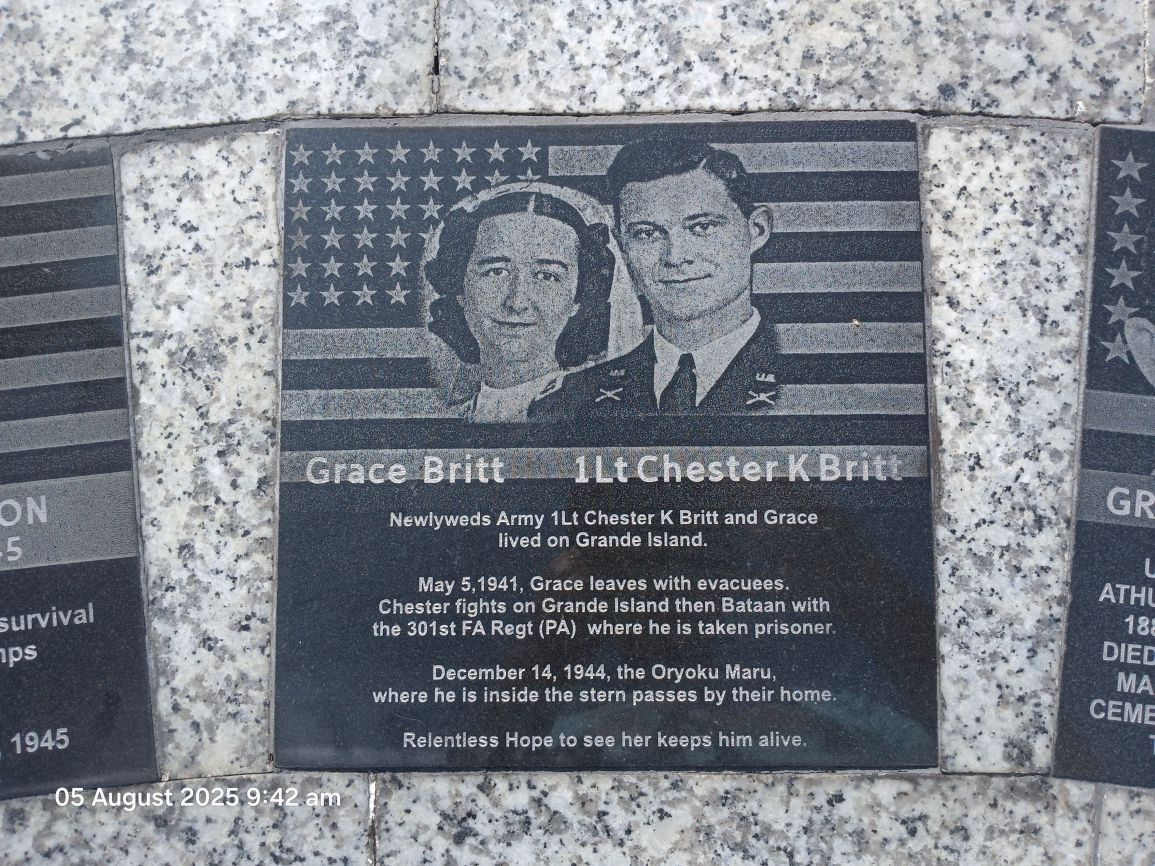 Grace Britt 1Lt Chester K Britt
Newlyweds Army 1Lt Chester K Britt and Grace
lived on Grande Island.
May 5,1941, Grace leaves with evacuees.
Chester fights on Grande Island then Bataan with
the 301st FA Regt (PA) where he is taken prisoner.
December 14, 1944, the Oryoku Maru,
where he is inside the stern passes by their home.
Relentless Hope to see her keeps him alive.
ON
-5
survival
1945
GR
ATHU
188
DIED
MA
CEME
T
U.S.
U.S.
05 August 2025 9:42 am